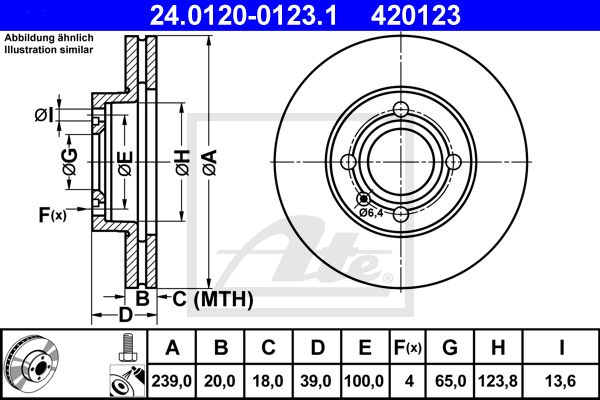 24.0120-0123.1 420123
Abbildung ähnlich
Illustration similar
ØI
ØG
ØE
ØH
ØA
F(x)
Ø6,4
B
C (MTH)
D
Ate
A B C D E F(x) G H I
239,0 20,0 18,0 39,0 100,0 4 65,0 123,8 13,6